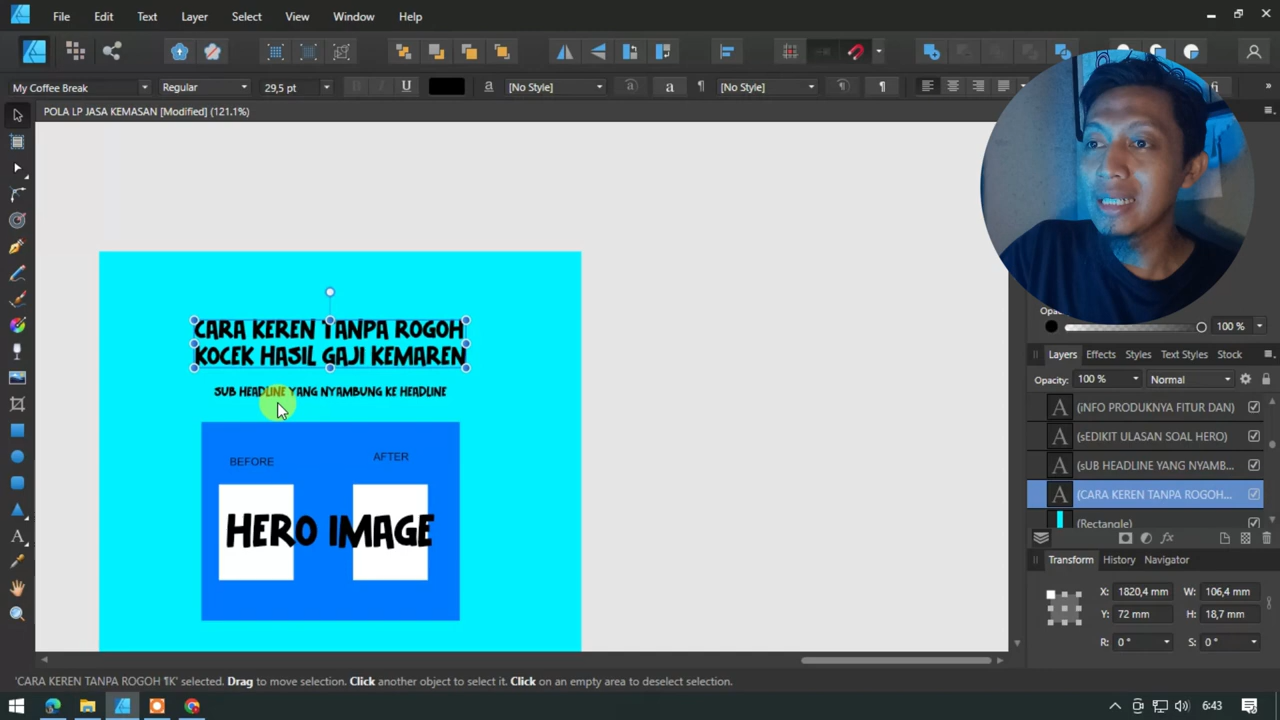 File Edit Text Layer Select View Window Help
My Coffee Break Regular 29,5 pt B I U a [No Style] a a ¶ [No Style] ¶ ¶ fi »
POLA LP JASA KEMASAN [Modified] (121.1%)
CARA KEREN TANPA ROGOH
KOCEK HASIL GAJI KEMAREN
SUB HEADLINE YANG NYAMBUNG KE HEADLINE
BEFORE AFTER
HERO IMAGE
100 %
Layers Effects Styles Text Styles Stock
Opacity: 100 % Normal
(iNFO PRODUKNYA FITUR DAN)
(sEDIKIT ULASAN SOAL HERO)
(sUB HEADLINE YANG NYAMB...
(CARA KEREN TANPA ROGOH...
(Rectangle)
fx
Transform History Navigator
X: 1820,4 mm W: 106,4 mm
Y: 72 mm H: 18,7 mm
R: 0 ° S: 0 °
'CARA KEREN TANPA ROGOH ¶K' selected. Drag to move selection. Click another object to select it. Click on an empty area to deselect selection.
6:43